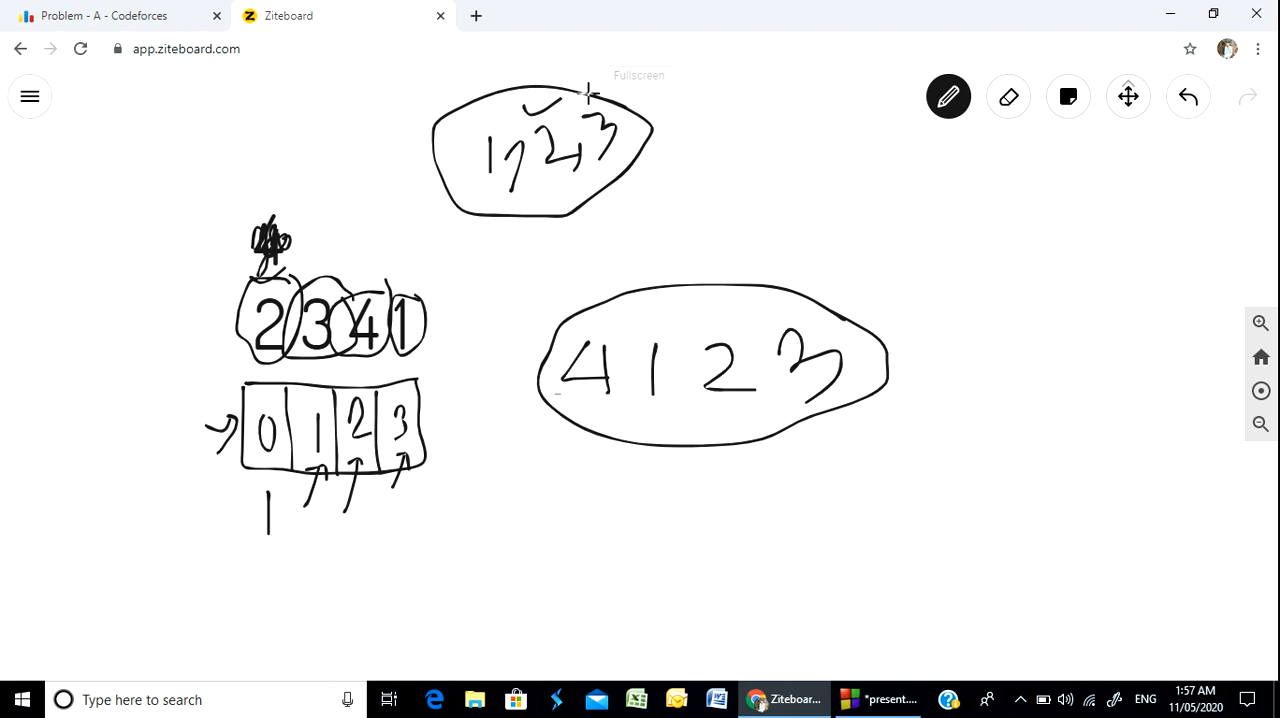 Problem - A - Codeforces
Ziteboard
app.ziteboard.com
Fullscreen
1, 2, 3
2 3 4 1
4 1 2 3
0 1 2 3
1
Type here to search
Ziteboar...
*present....
ENG
1:57 AM
11/05/2020